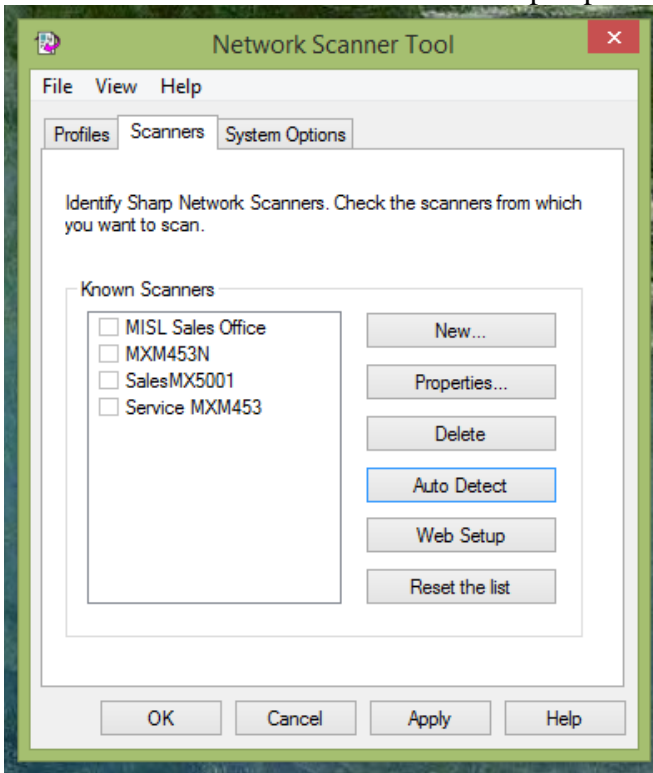 Network Scanner Tool
File View Help
Profiles Scanners System Options
Identify Sharp Network Scanners. Check the scanners from which
you want to scan.
Known Scanners
MISL Sales Office
MXM453N
SalesMX5001
Service MXM453
New...
Properties...
Delete
Auto Detect
Web Setup
Reset the list
OK Cancel Apply Help